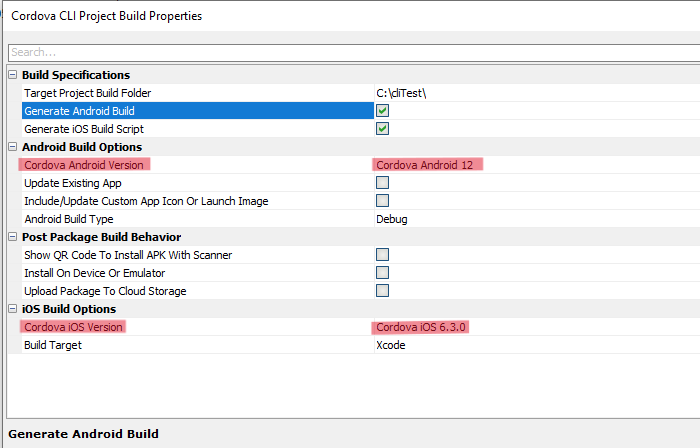 Cordova CLI Project Build Properties
Search...
Build Specifications
Target Project Build Folder C:\cliTest\
Generate Android Build
Generate iOS Build Script
Android Build Options
Cordova Android Version Cordova Android 12
Update Existing App
Include/Update Custom App Icon Or Launch Image
Android Build Type Debug
Post Package Build Behavior
Show QR Code To Install APK With Scanner
Install On Device Or Emulator
Upload Package To Cloud Storage
iOS Build Options
Cordova iOS Version Cordova iOS 6.3.0
Build Target Xcode
Generate Android Build